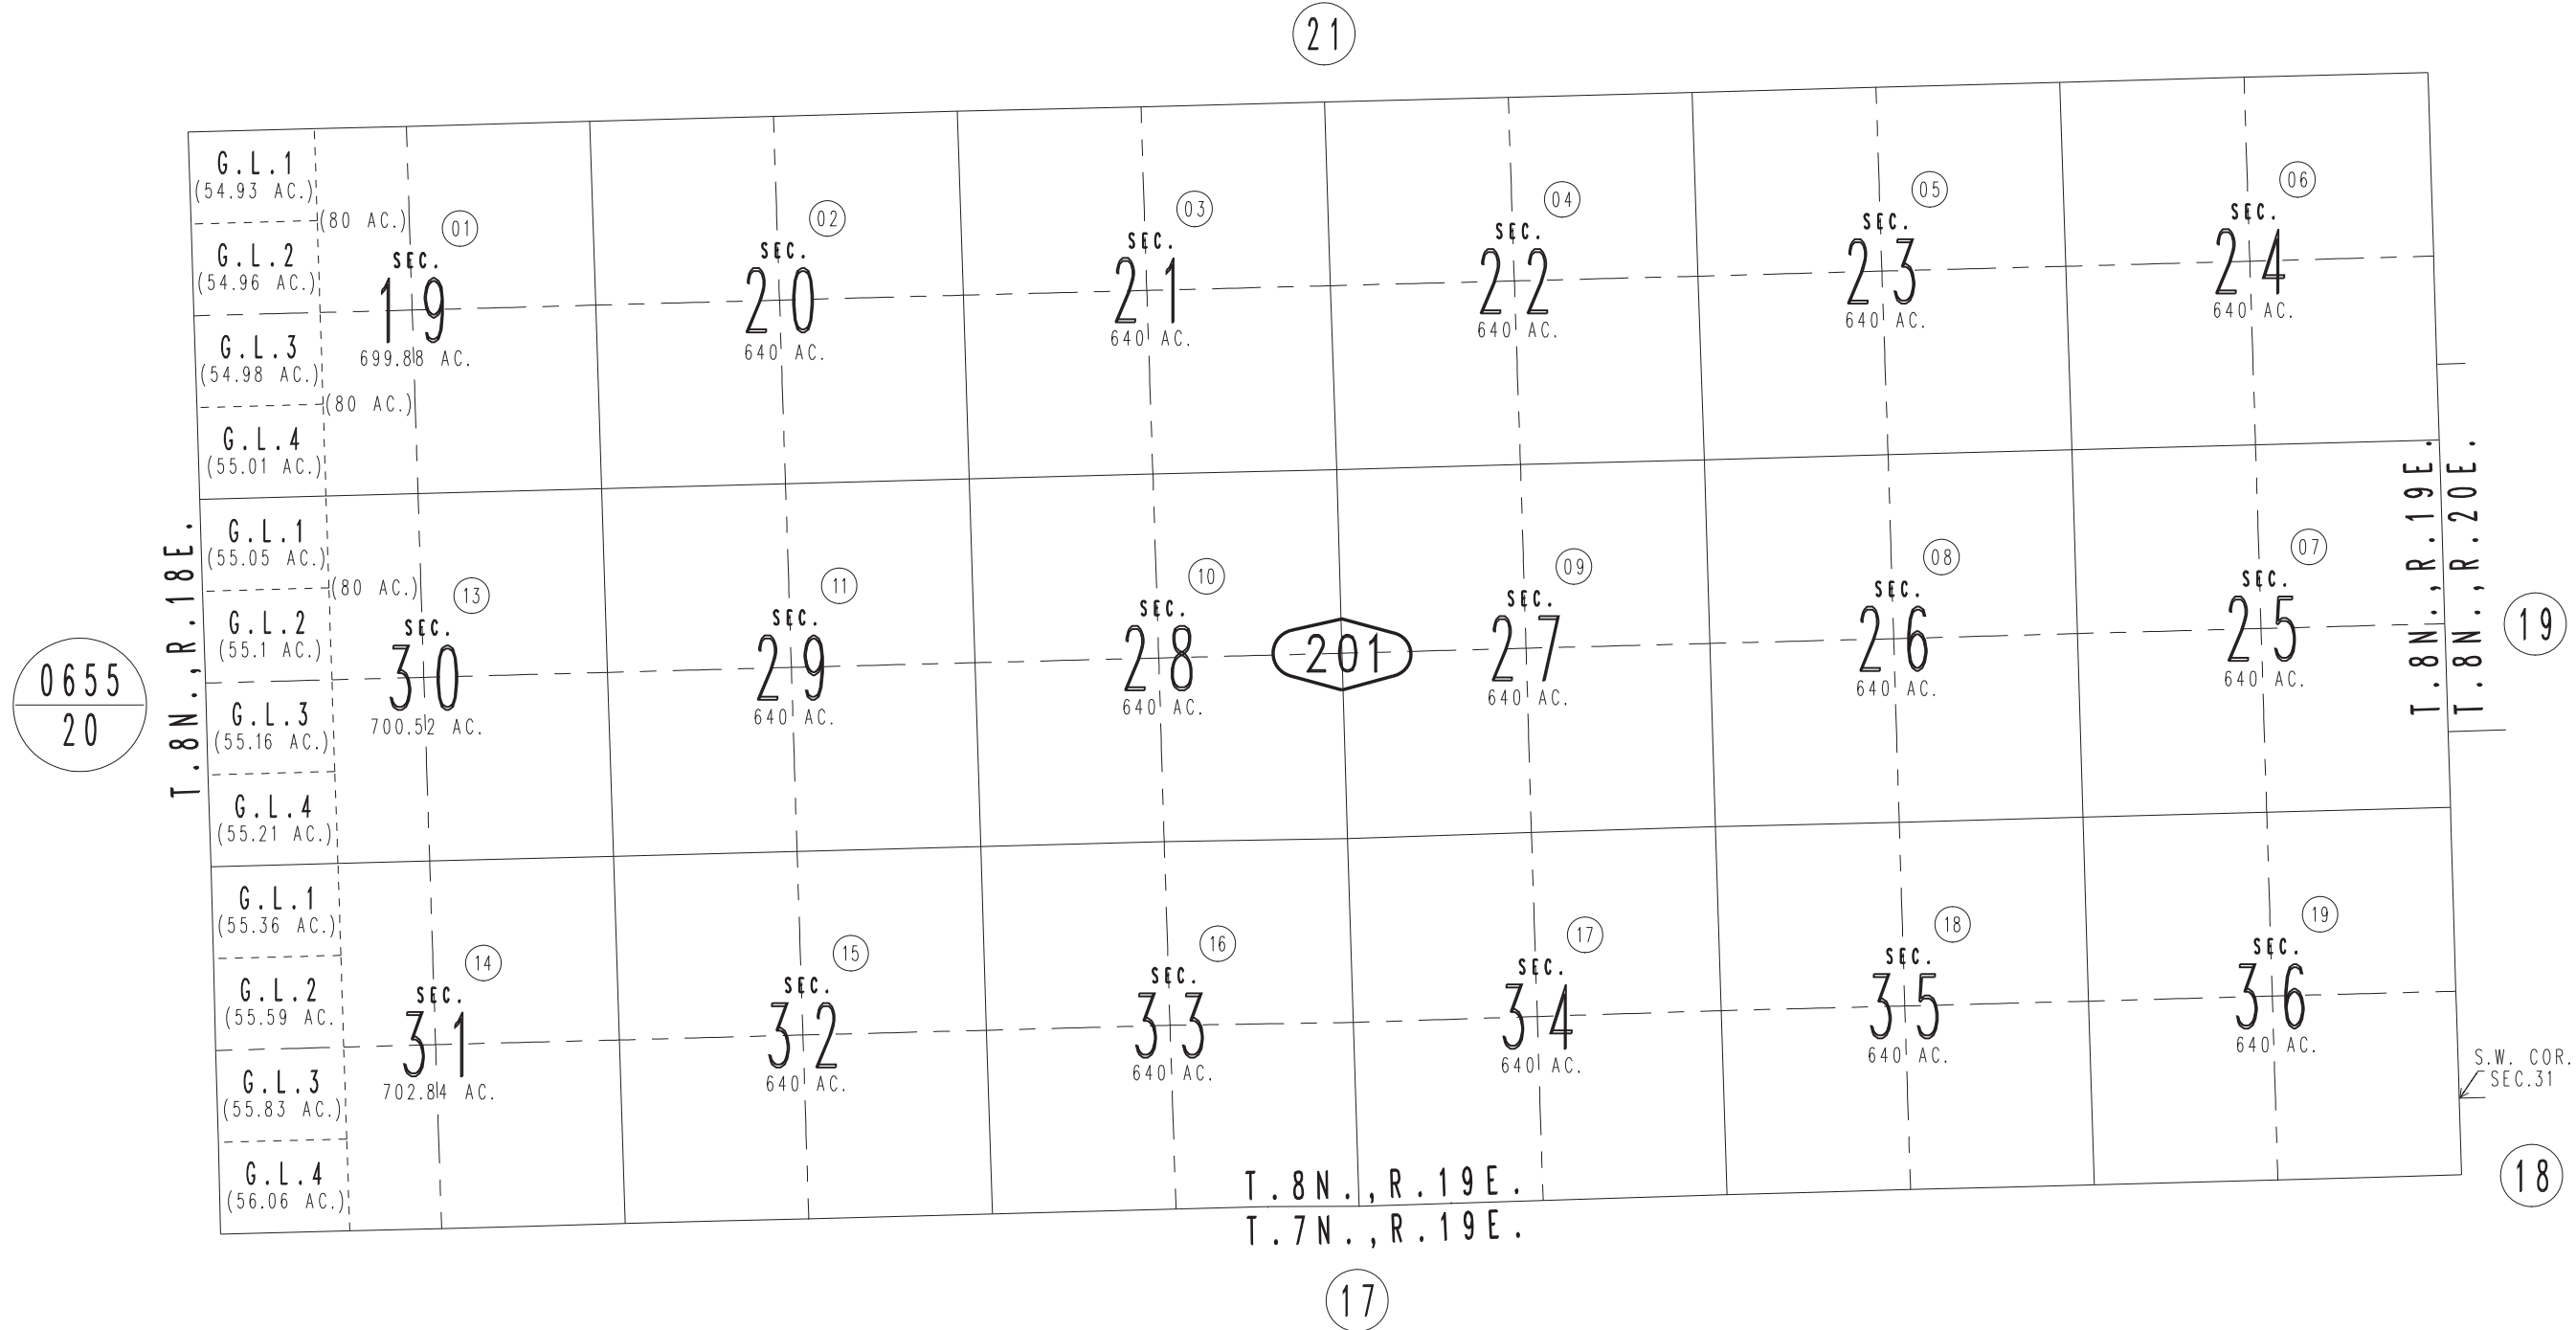 21
G.L.1
(54.93 AC.)
(80 AC.)
G.L.2
(54.96 AC.)
G.L.3
(54.98 AC.)
(80 AC.)
G.L.4
(55.01 AC.)
01
SEC.
19
699.88 AC.
02
SEC.
20
640 AC.
03
SEC.
21
640 AC.
04
SEC.
22
640 AC.
05
SEC.
23
640 AC.
06
SEC.
24
640 AC.
G.L.1
(55.05 AC.)
(80 AC.)
G.L.2
(55.1 AC.)
G.L.3
(55.16 AC.)
G.L.4
(55.21 AC.)
13
SEC.
30
700.52 AC.
11
SEC.
29
640 AC.
10
SEC.
28
640 AC.
201
09
SEC.
27
640 AC.
08
SEC.
26
640 AC.
07
SEC.
25
640 AC.
T.8N.,R.18E.
0655
20
T.8N.,R.19E.
T.8N.,R.20E.
19
G.L.1
(55.36 AC.)
G.L.2
(55.59 AC.
G.L.3
(55.83 AC.)
G.L.4
(56.06 AC.)
14
SEC.
31
702.84 AC.
15
SEC.
32
640 AC.
16
SEC.
33
640 AC.
17
SEC.
34
640 AC.
18
SEC.
35
640 AC.
19
SEC.
36
640 AC.
S.W. COR.
SEC.31
18
T.8N.,R.19E.
T.7N.,R.19E.
17